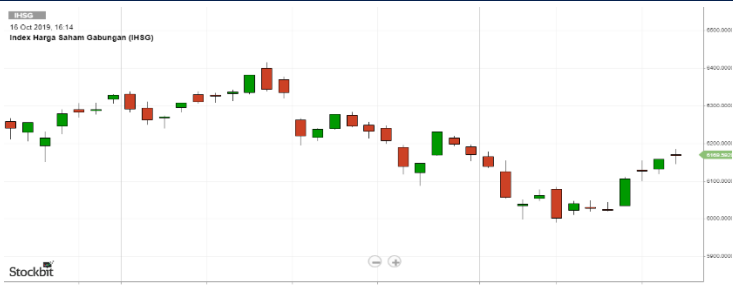 IHSG
16 Oct 2019, 16:14
Index Harga Saham Gabungan (IHSG)
6500.0000
6400.0000
6300.0000
6200.0000
6100.0000
6000.0000
5900.0000
Stockbit